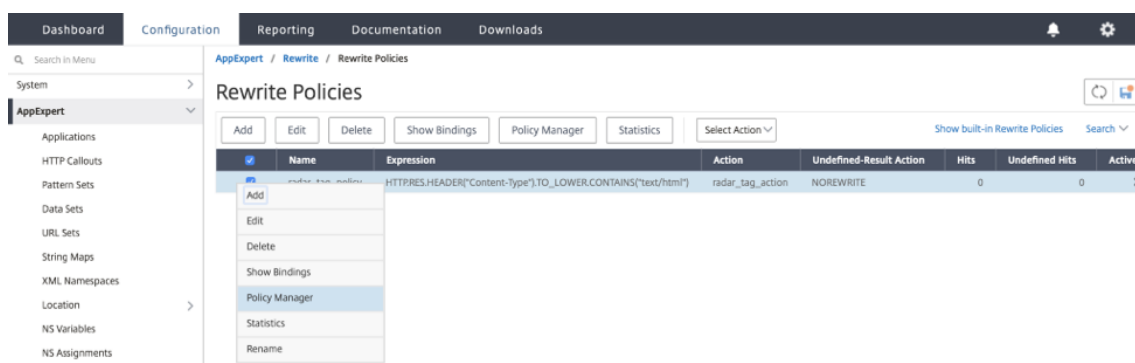 Dashboard Configuration Reporting Documentation Downloads
Search in Menu
AppExpert / Rewrite / Rewrite Policies
System
Rewrite Policies
AppExpert
Add Edit Delete Show Bindings Policy Manager Statistics Select Action Show built-in Rewrite Policies Search
Applications
HTTP Callouts
Name Expression Action Undefined-Result Action Hits Undefined Hits Active
Pattern Sets
radar_tag_policy HTTP.RES.HEADER("Content-Type").TO_LOWER.CONTAINS("text/html") radar_tag_action NOREWRITE 0 0
Add
Data Sets
Edit
URL Sets
Delete
String Maps
Show Bindings
XML Namespaces
Policy Manager
Location
Statistics
NS Variables
Rename
NS Assignments